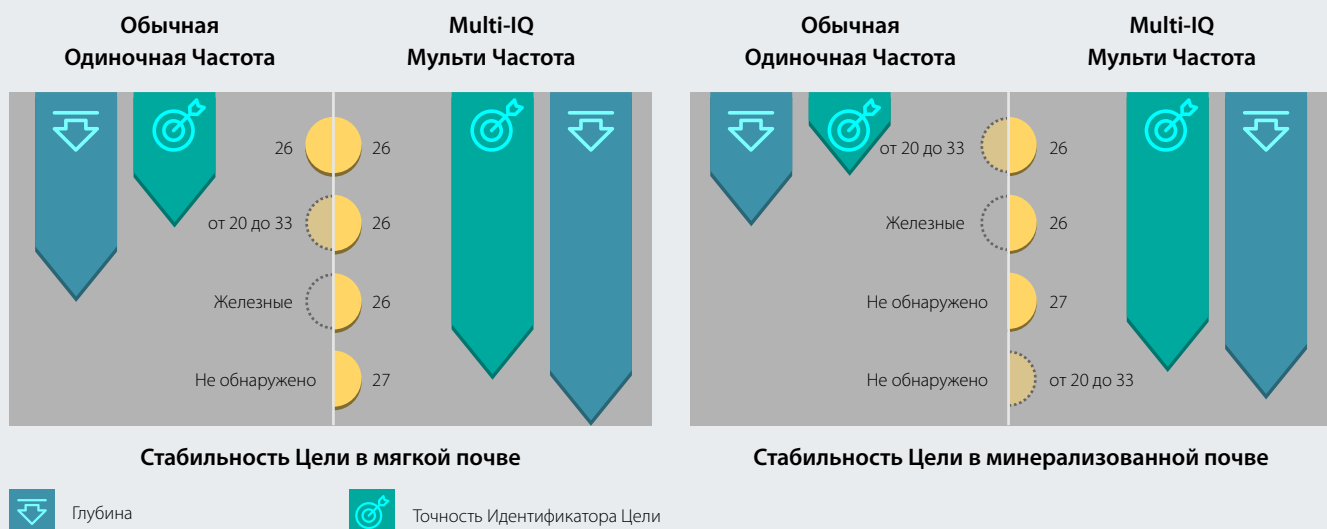 Обычная
Одиночная Частота
Multi-IQ
Мульти Частота
26
26
от 20 до 33
26
Железные
26
Не обнаружено
27
Стабильность Цели в мягкой почве
Обычная
Одиночная Частота
Multi-IQ
Мульти Частота
от 20 до 33
26
Железные
26
Не обнаружено
27
Не обнаружено
от 20 до 33
Стабильность Цели в минерализованной почве
Глубина
Точность Идентификатора Цели